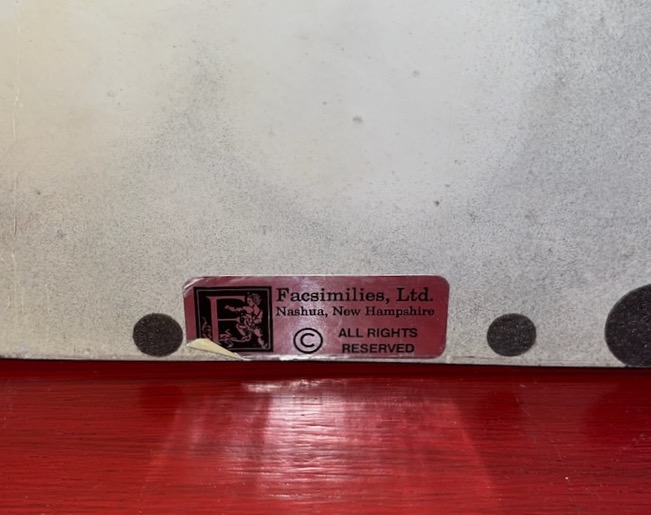 F
Facsimilies, Ltd.
Nashua, New Hampshire
© ALL RIGHTS
RESERVED